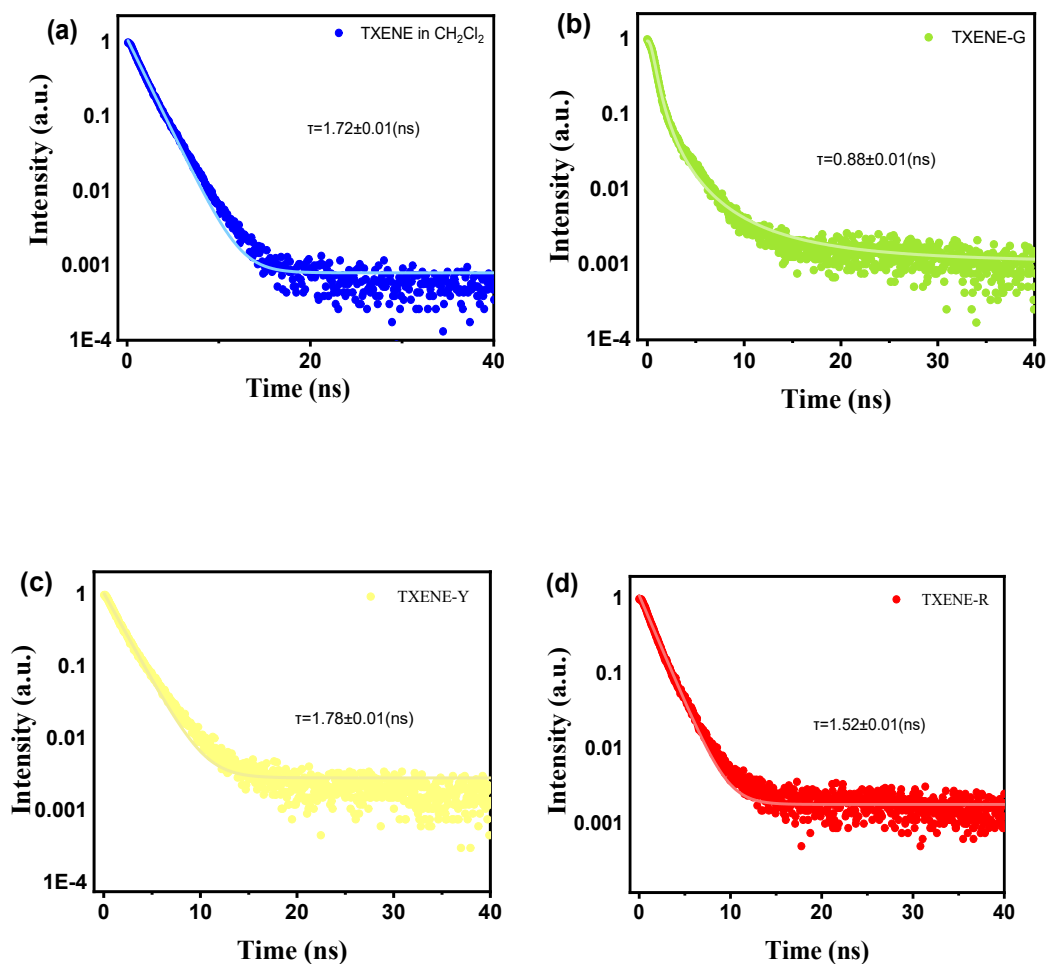 (a)
TXENE in CH₂Cl₂
τ=1.72±0.01(ns)
Intensity (a.u.)
1
0.1
0.01
0.001
1E-4
0 20 40
Time (ns)
(b)
TXENE-G
τ=0.88±0.01(ns)
Intensity (a.u.)
1
0.1
0.01
0.001
1E-4
0 10 20 30 40
Time (ns)
(c)
TXENE-Y
τ=1.78±0.01(ns)
Intensity (a.u.)
1
0.1
0.01
0.001
1E-4
0 10 20 30 40
Time (ns)
(d)
TXENE-R
τ=1.52±0.01(ns)
Intensity (a.u.)
1
0.1
0.01
0.001
0 10 20 30 40
Time (ns)